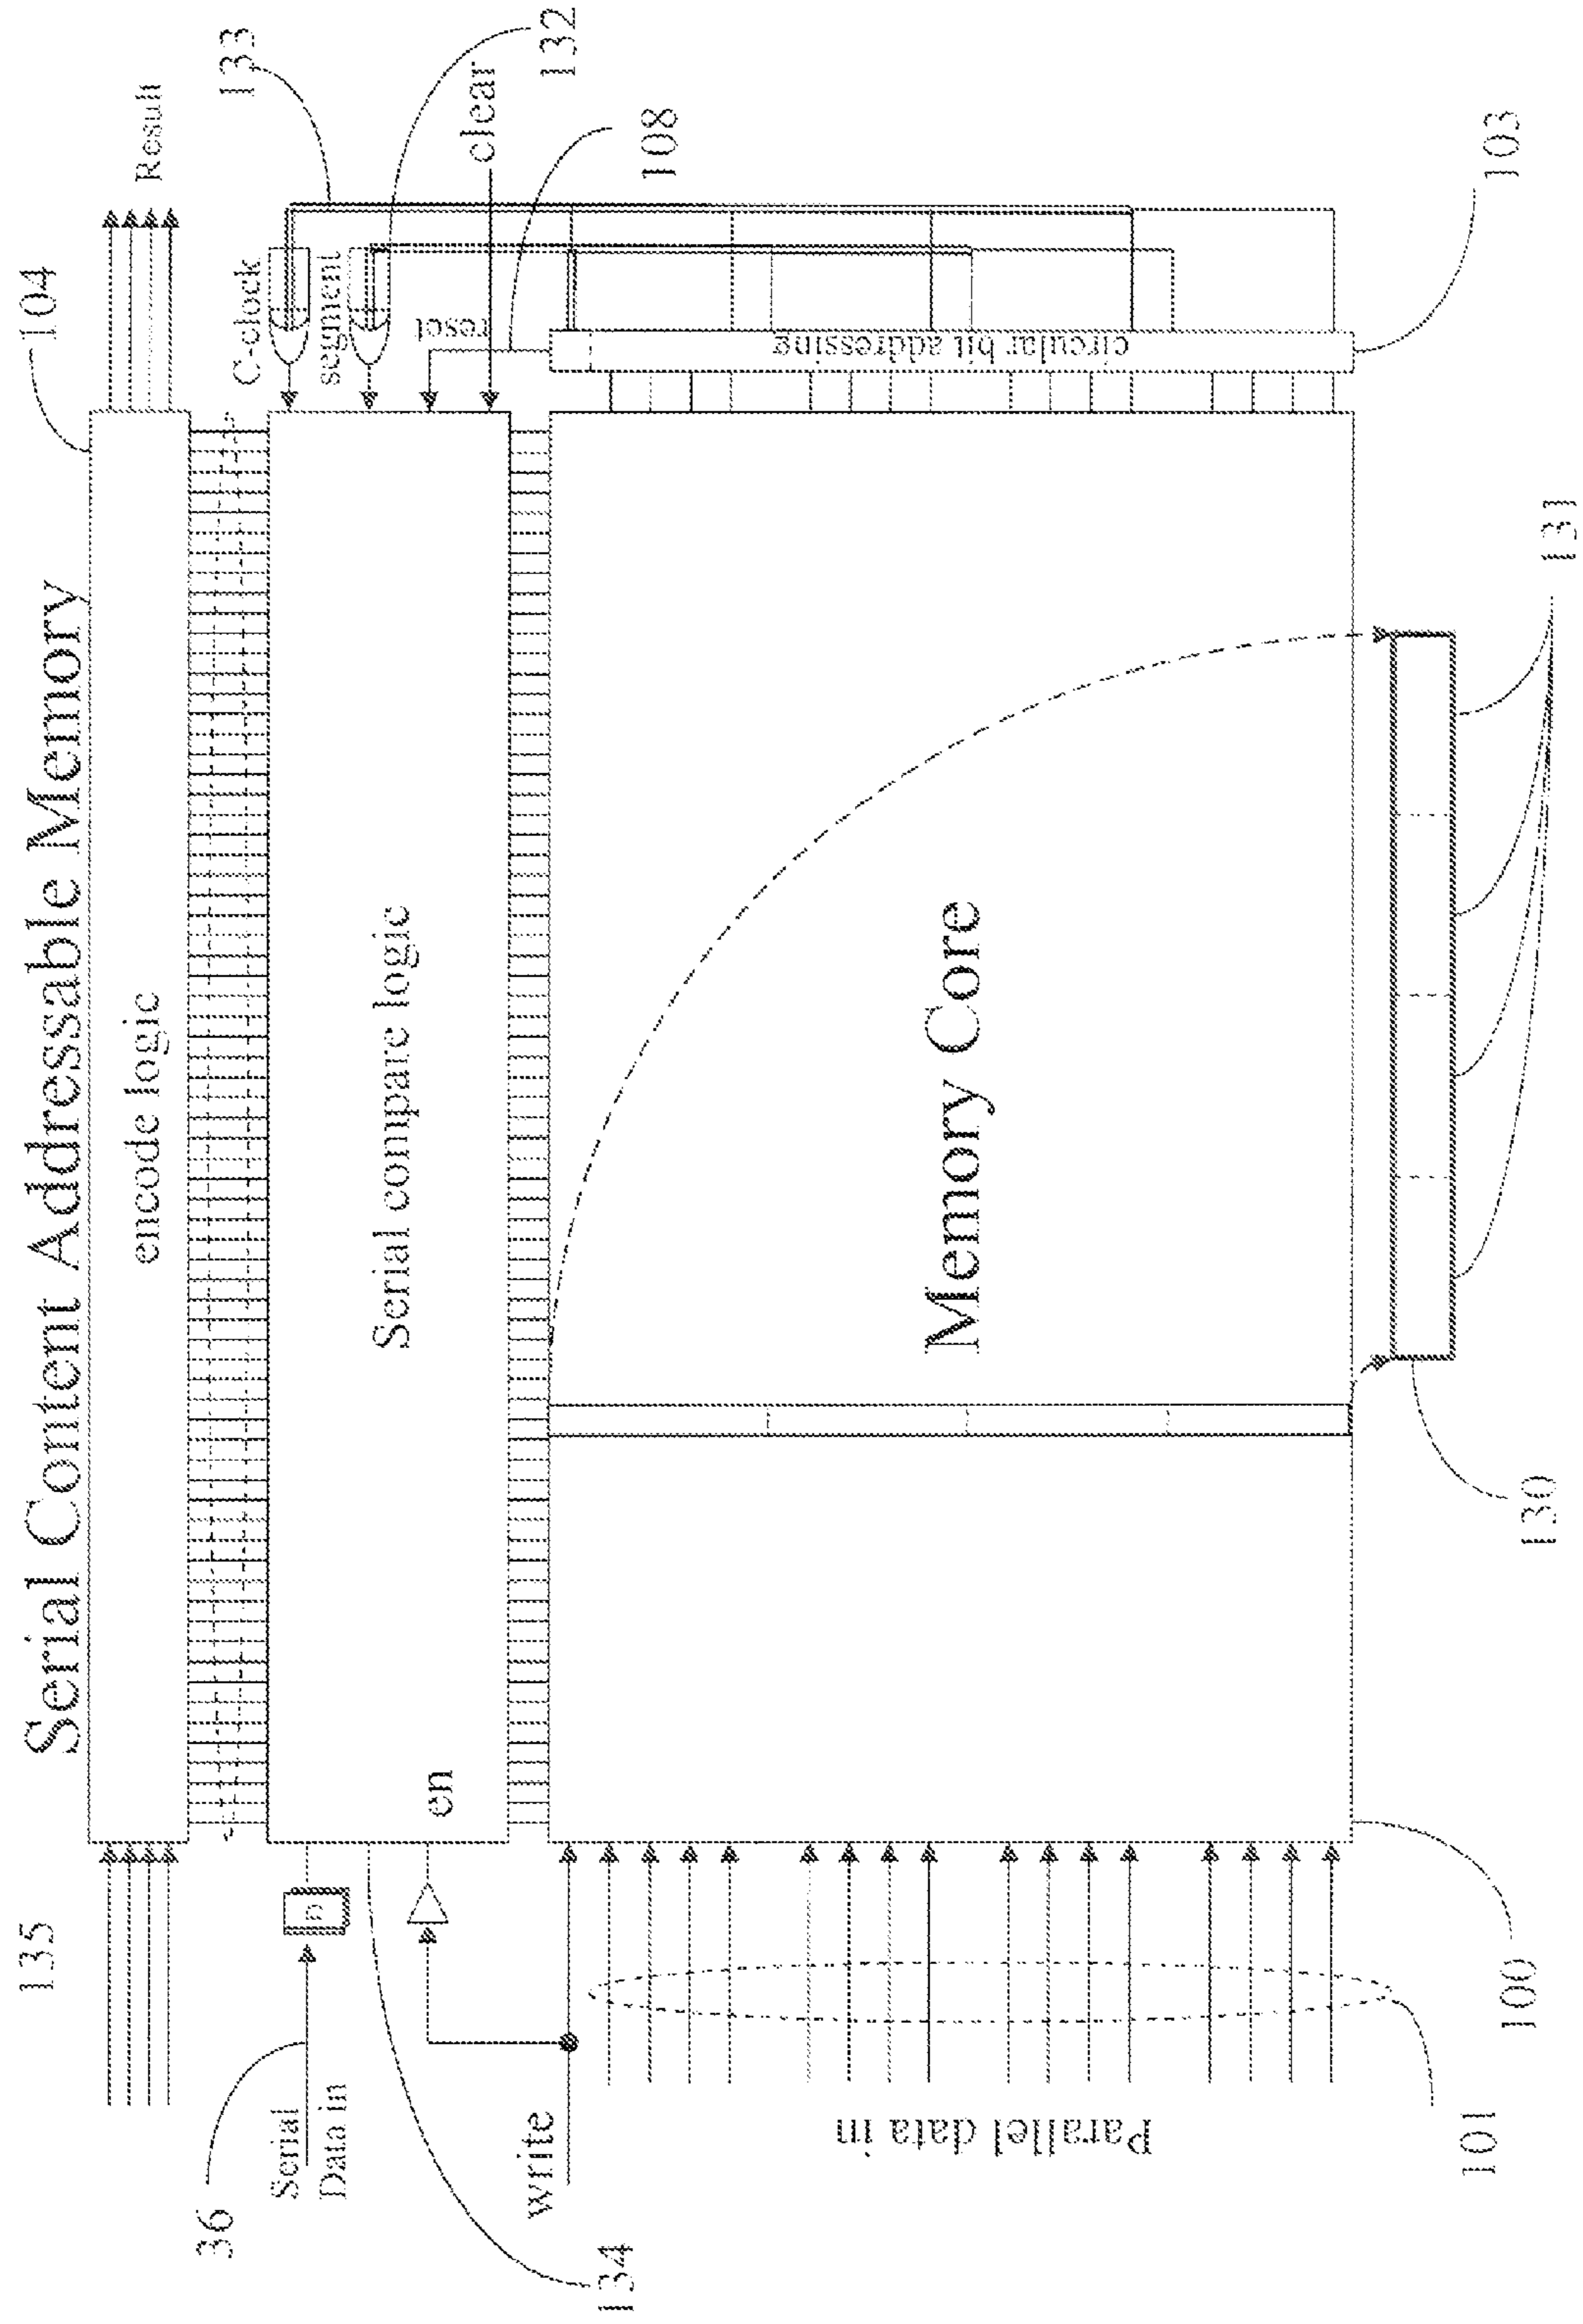 Serial Content Addressable Memory
135
104
encode logic
Result
36
Serial
Data in
D
C-clock
133
segment
132
Serial compare logic
134
en
reset
clear
108
write
Parallel data in
101
Memory Core
circular bit addressing
103
100
130
131